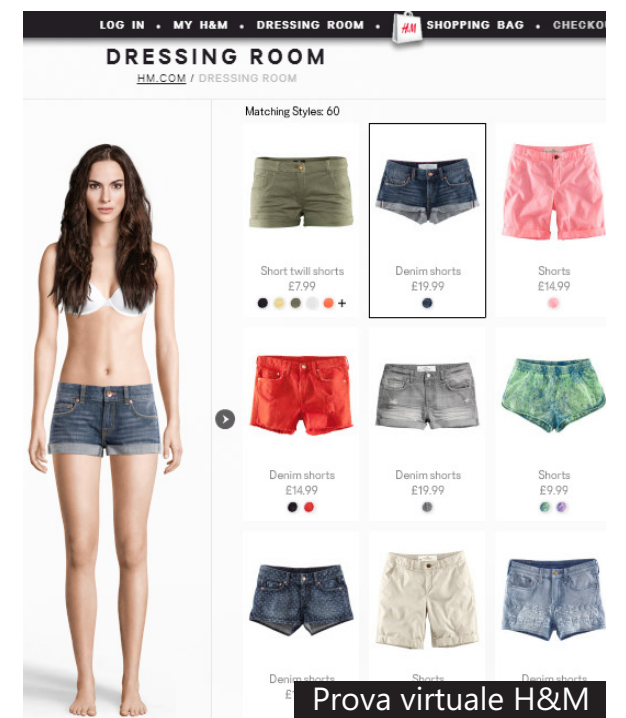 LOG IN • MY H&M • DRESSING ROOM • H&M SHOPPING BAG • CHECKO
DRESSING ROOM
HM.COM / DRESSING ROOM
Matching Styles: 60
Short twill shorts
£7.99
+
Denim shorts
£19.99
Shorts
£14.99
Denim shorts
£14.99
Denim shorts
£19.99
Shorts
£9.99
Denim shorts
Shorts
Denim shorts
Prova virtuale H&M